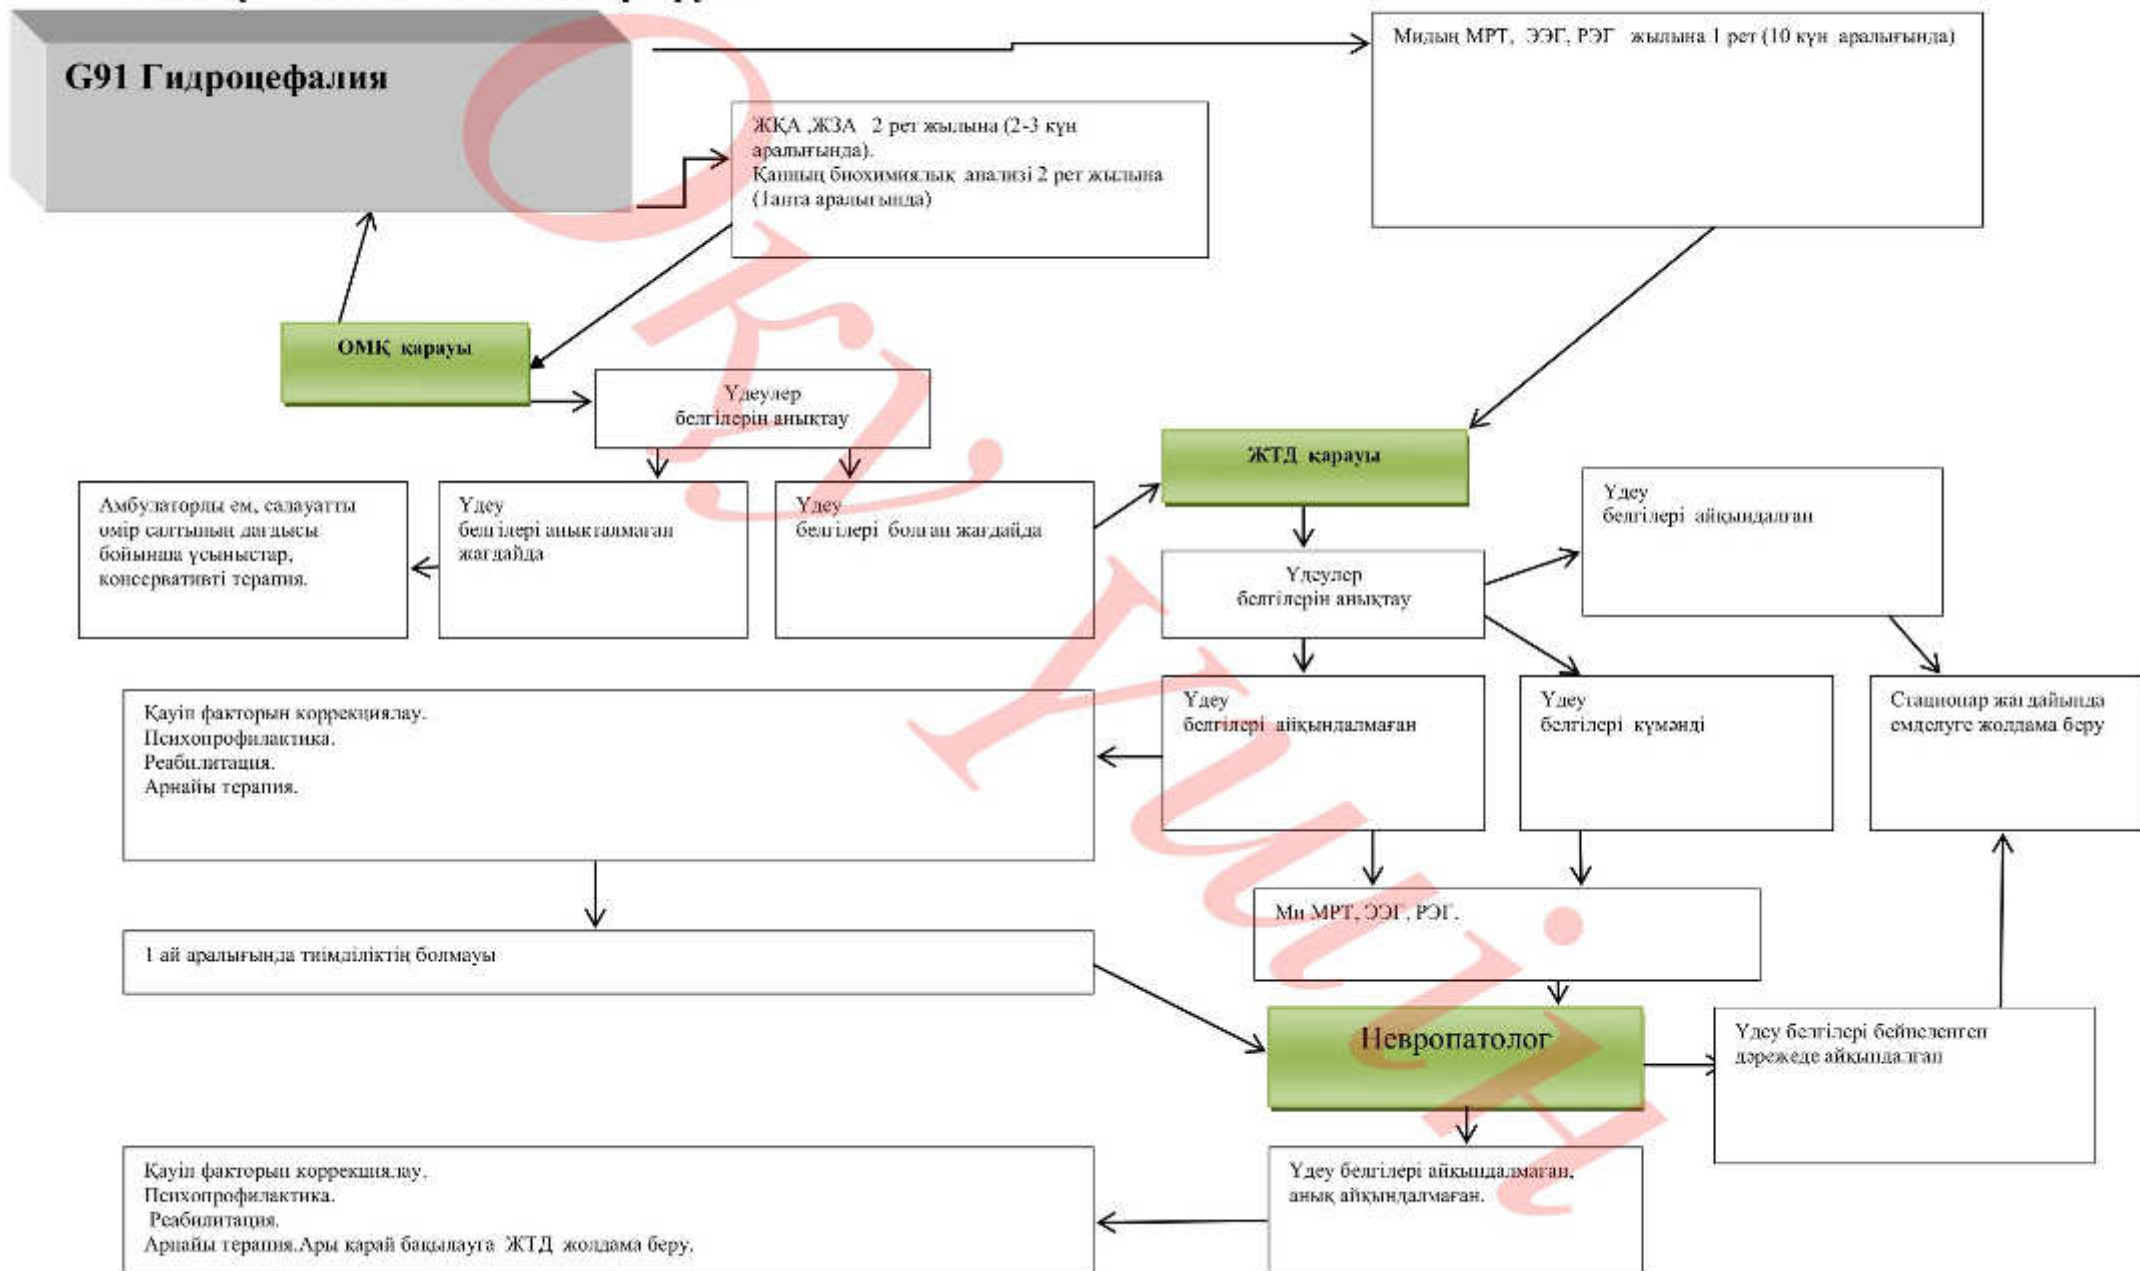 G91 Гидроцефалия
Мидың МРТ, ЭЭГ, РЭГ жылына 1 рет (10 күн аралығында)
ЖҚА ,ЖЗА 2 рет жылына (2-3 күн
аралығында).
Қанның биохимиялық анализі 2 рет жылына
(1апта аралығында)
ОМҚ қарауы
Үдеулер
белгілерін анықтау
ЖТД қарауы
Амбулаторлы ем, салауатты
өмір салтының дағдысы
бойынша ұсыныстар,
консервативті терапия.
Үдеу
белгілері анықталмаған
жағдайда
Үдеу
белгілері болған жағдайда
Үдеу
белгілері айқындалған
Үдеулер
белгілерін анықтау
Қауіп факторын коррекциялау.
Психопрофилактика.
Реабилитация.
Арнайы терапия.
Үдеу
белгілері айқындалмаған
Үдеу
белгілері күмәнді
Стационар жағдайында
емделуге жолдама беру
Ми МРТ, ЭЭГ, РЭГ.
1 ай аралығында тиімділіктің болмауы
Невропатолог
Үдеу белгілері бейнеленген
дәрежеде айқындалған
Қауіп факторын коррекциялау.
Психопрофилактика.
Реабилитация.
Арнайы терапия.Ары қарай бақылауға ЖТД жолдама беру.
Үдеу белгілері айқындалмаған,
анық айқындалмаған.
Оқу үшін